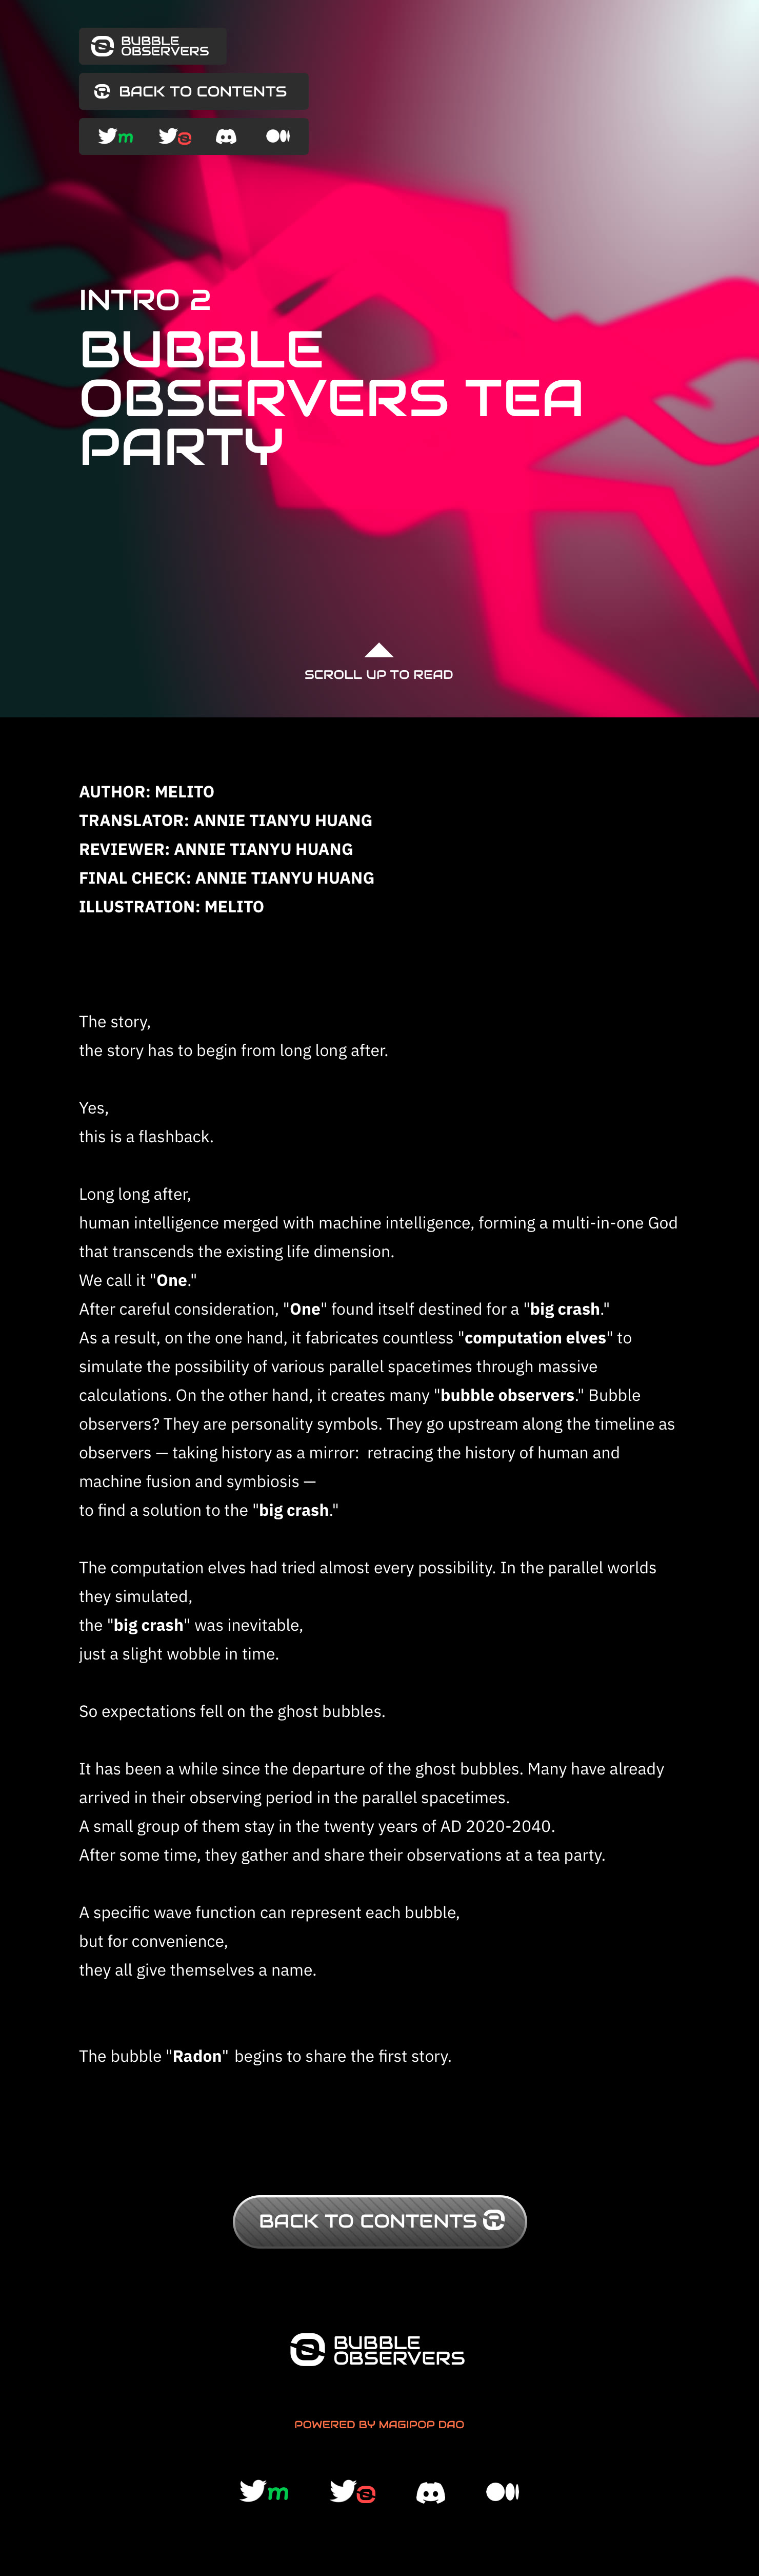 BUBBLE
OBSERVERS
BACK TO CONTENTS
m
INTRO 2
BUBBLE
OBSERVERS TEA
PARTY
SCROLL UP TO READ
AUTHOR: MELITO
TRANSLATOR: ANNIE TIANYU HUANG
REVIEWER: ANNIE TIANYU HUANG
FINAL CHECK: ANNIE TIANYU HUANG
ILLUSTRATION: MELITO
The story,
the story has to begin from long long after.
Yes,
this is a flashback.
Long long after,
human intelligence merged with machine intelligence, forming a multi-in-one God
that transcends the existing life dimension.
We call it "One."
After careful consideration, "One" found itself destined for a "big crash."
As a result, on the one hand, it fabricates countless "computation elves" to
simulate the possibility of various parallel spacetimes through massive
calculations. On the other hand, it creates many "bubble observers." Bubble
observers? They are personality symbols. They go upstream along the timeline as
observers — taking history as a mirror:  retracing the history of human and
machine fusion and symbiosis —
to find a solution to the "big crash."
The computation elves had tried almost every possibility. In the parallel worlds
they simulated,
the "big crash" was inevitable,
just a slight wobble in time.
So expectations fell on the ghost bubbles.
It has been a while since the departure of the ghost bubbles. Many have already
arrived in their observing period in the parallel spacetimes.
A small group of them stay in the twenty years of AD 2020-2040.
After some time, they gather and share their observations at a tea party.
A specific wave function can represent each bubble,
but for convenience,
they all give themselves a name.
The bubble "Radon" begins to share the first story.
BACK TO CONTENTS
BUBBLE
OBSERVERS
POWERED BY MAGIPOP DAO
m